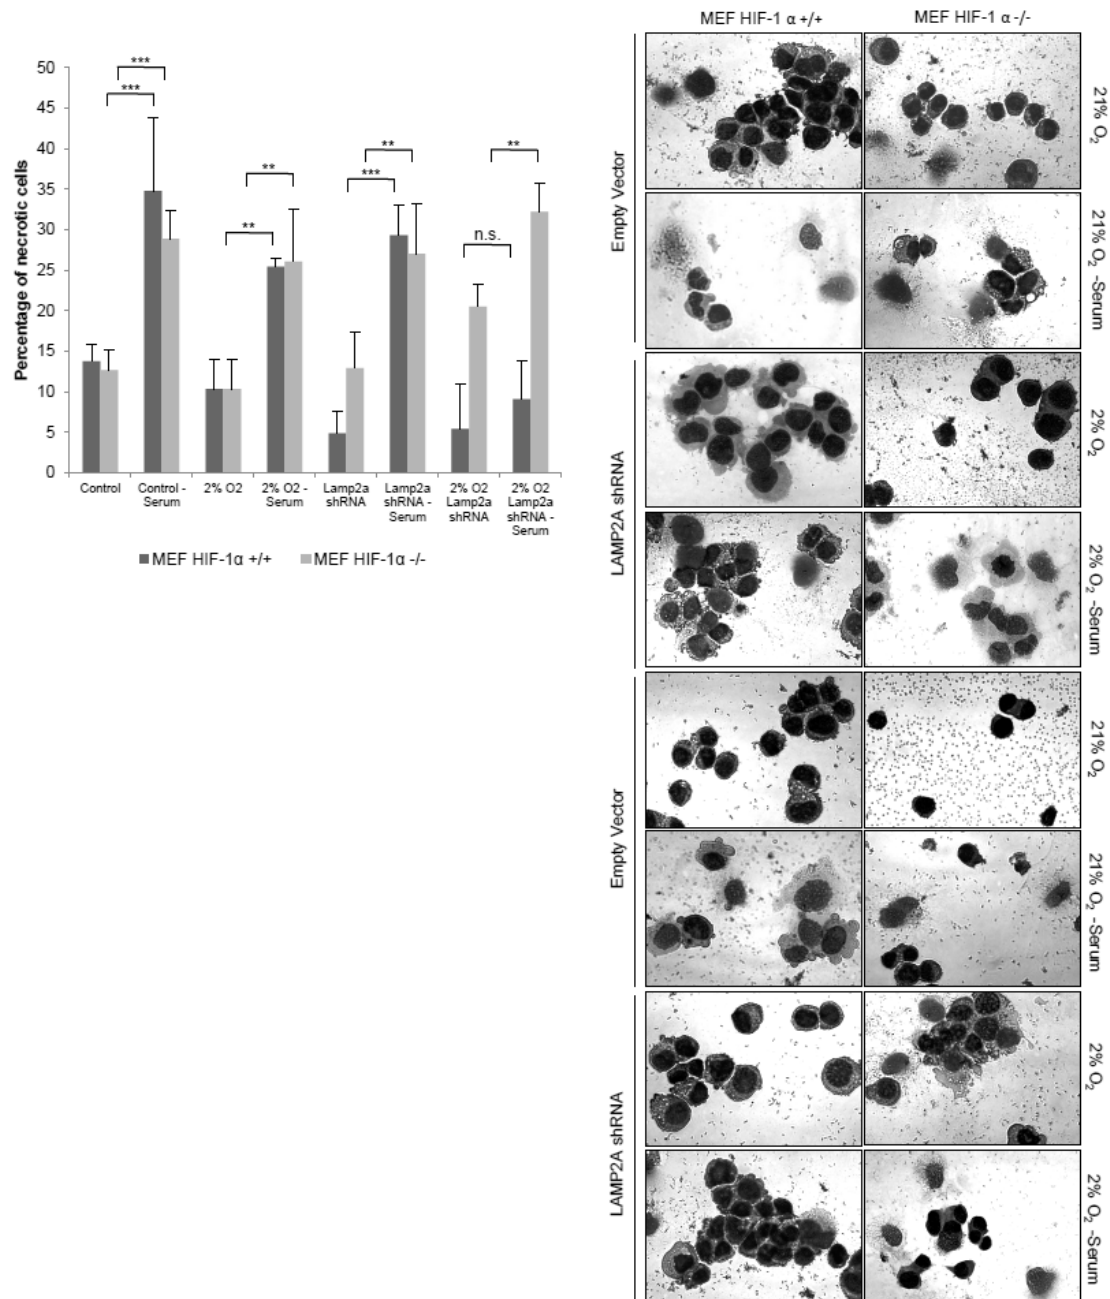 MEF HIF-1 α +/+
MEF HIF-1 α -/-
50
45
40
35
30
25
20
15
10
5
0
Percentage of necrotic cells
***
***
**
**
**
***
**
n.s.
Control
Control -
Serum
2% O2
2% O2 -
Serum
Lamp2a
shRNA
Lamp2a
shRNA -
Serum
2% O2
Lamp2a
shRNA
2% O2
Lamp2a
shRNA -
Serum
MEF HIF-1α +/+
MEF HIF-1α -/-
Empty Vector
LAMP2A shRNA
Empty Vector
LAMP2A shRNA
21% O2
21% O2 -Serum
2% O2
2% O2 -Serum
21% O2
21% O2 -Serum
2% O2
2% O2 -Serum